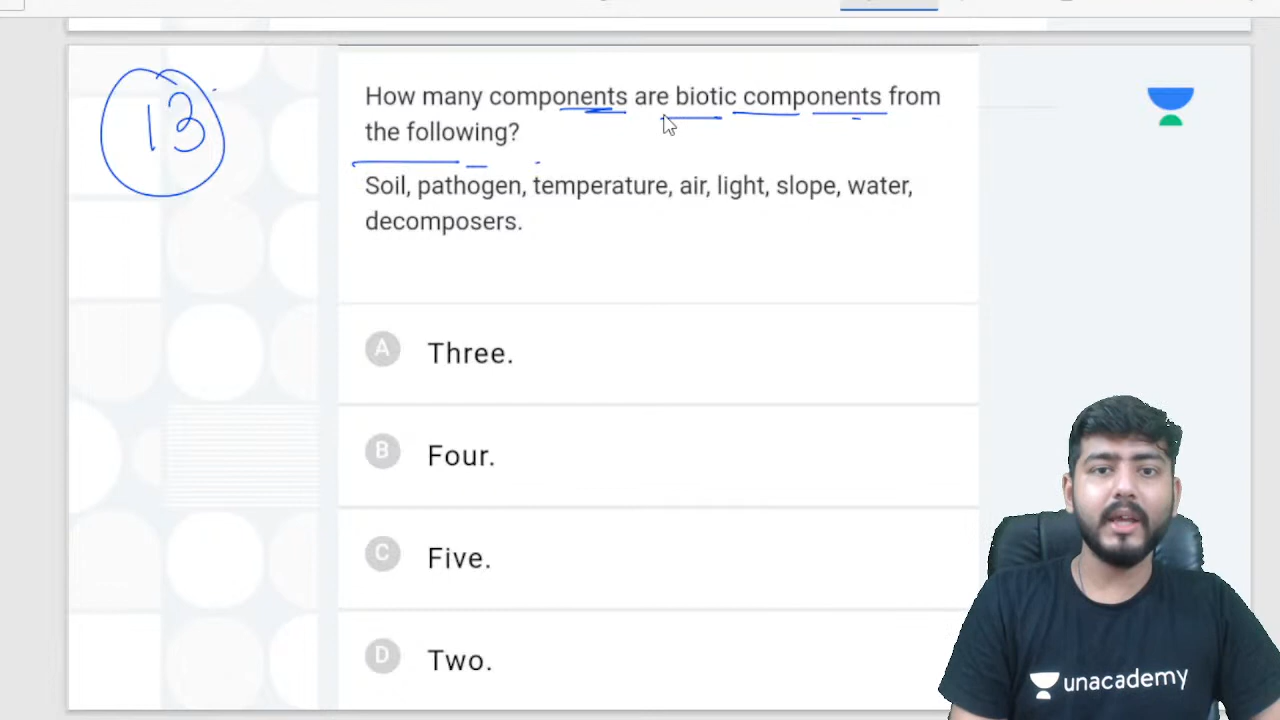 13
How many components are biotic components from
the following?
Soil, pathogen, temperature, air, light, slope, water,
decomposers.
A Three.
B Four.
C Five.
D Two.
unacademy